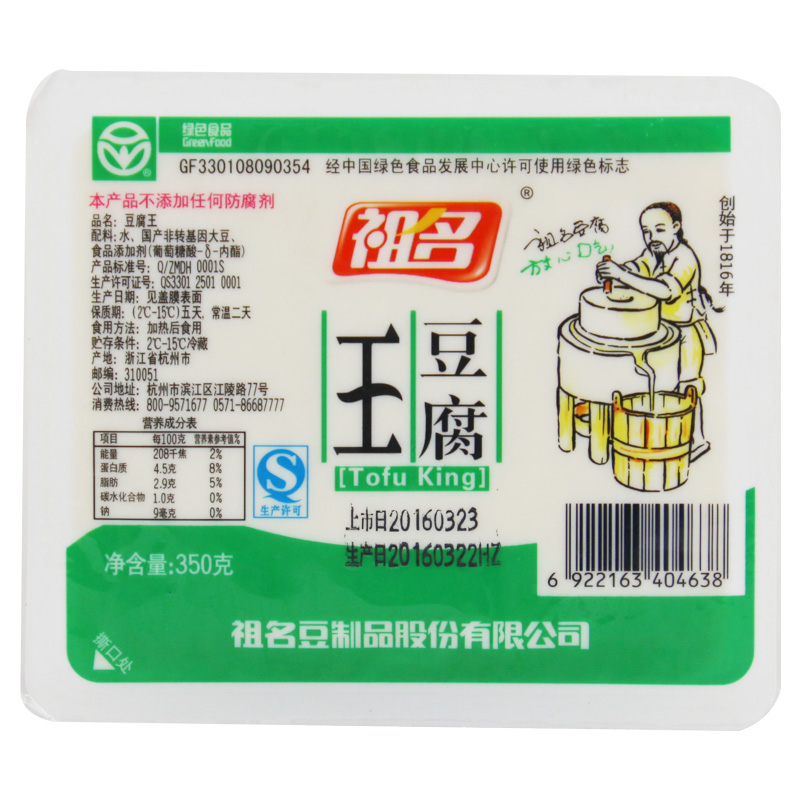 绿色食品
Greenfood
GF330108090354 经中国绿色食品发展中心许可使用绿色标志
本产品不添加任何防腐剂
品名: 豆腐王
配料: 水、国产非转基因大豆、
食品添加剂(葡萄糖酸-δ-内酯)
产品标准号: Q/ZMDH 0001S
生产许可证号: QS3301 2501 0001
生产日期: 见盖膜表面
保质期: (2℃-15℃)五天, 常温二天
食用方法: 加热后食用
贮存条件: 2℃-15℃冷藏
产地: 浙江省杭州市
邮编: 310051
公司地址: 杭州市滨江区江陵路77号
消费热线: 800-9571677 0571-86687777
营养成分表
项目 每100克 营养素参考值%
能量 208千焦 2%
蛋白质 4.5克 8%
脂肪 2.9克 5%
碳水化合物 1.0克 0%
钠 9毫克 0%
QS
生产许可
祖名
®
祖名豆腐
放心吃
创始于1816年
豆腐
王
[Tofu King]
上市日20160323
生产日20160322HZ
6 922163 404638
净含量:350克
祖名豆制品股份有限公司
撕口处